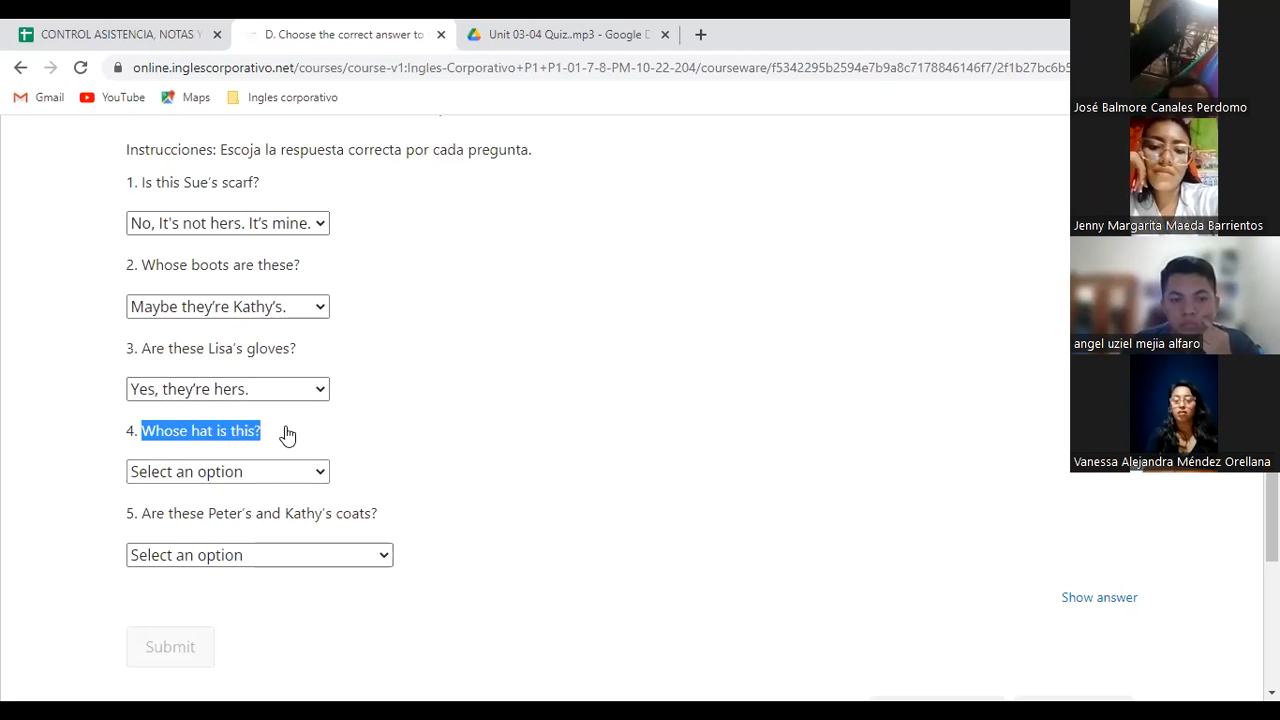 CONTROL ASISTENCIA, NOTAS Y
D. Choose the correct answer to
Unit 03-04 Quiz..mp3 - Google D
online.inglescorporativo.net/courses/course-v1:Ingles-Corporativo+P1+P1-01-7-8-PM-10-22-204/courseware/f5342295b2594e7b9a8c7178846146f7/2f1b27bc6b5
Gmail YouTube Maps Ingles corporativo
Instrucciones: Escoja la respuesta correcta por cada pregunta.
1. Is this Sue’s scarf?
No, It's not hers. It’s mine.
2. Whose boots are these?
Maybe they’re Kathy’s.
3. Are these Lisa’s gloves?
Yes, they’re hers.
4. Whose hat is this?
Select an option
5. Are these Peter’s and Kathy’s coats?
Select an option
Show answer
Submit
José Balmore Canales Perdomo
Jenny Margarita Maeda Barrientos
angel uziel mejia alfaro
Vanessa Alejandra Méndez Orellana